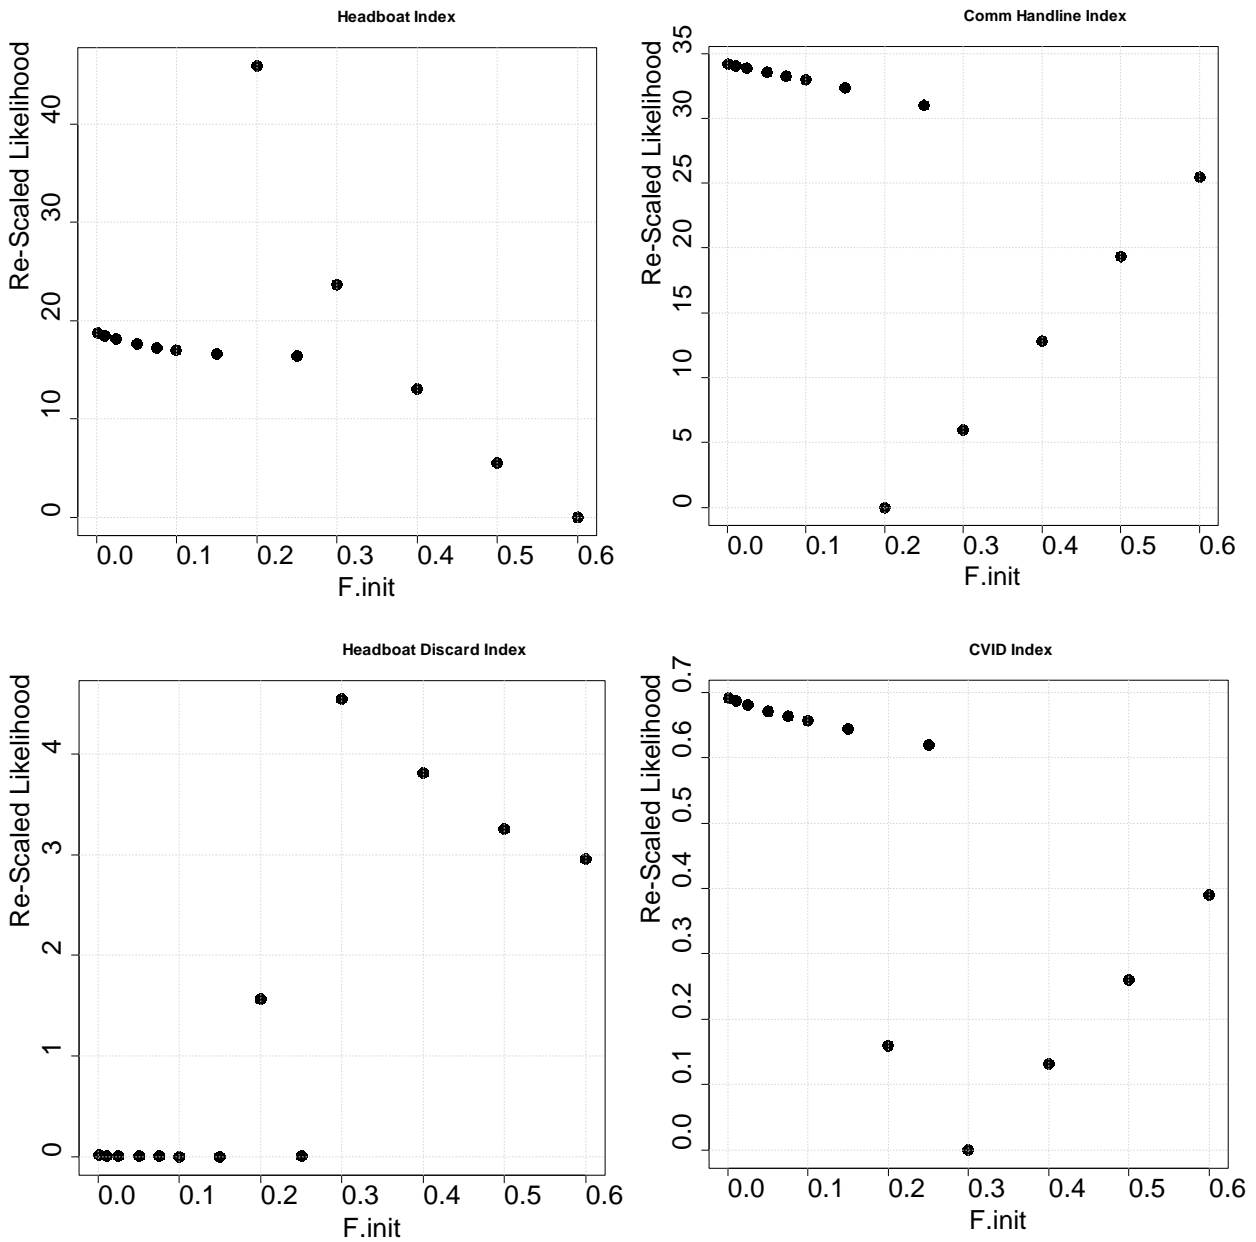 Headboat Index
Re-Scaled Likelihood
40
30
20
10
0
0.0 0.1 0.2 0.3 0.4 0.5 0.6
F.init
Comm Handline Index
Re-Scaled Likelihood
35
30
25
20
15
10
5
0
0.0 0.1 0.2 0.3 0.4 0.5 0.6
F.init
Headboat Discard Index
Re-Scaled Likelihood
4
3
2
1
0
0.0 0.1 0.2 0.3 0.4 0.5 0.6
F.init
CVID Index
Re-Scaled Likelihood
0.7
0.6
0.5
0.4
0.3
0.2
0.1
0.0
0.0 0.1 0.2 0.3 0.4 0.5 0.6
F.init